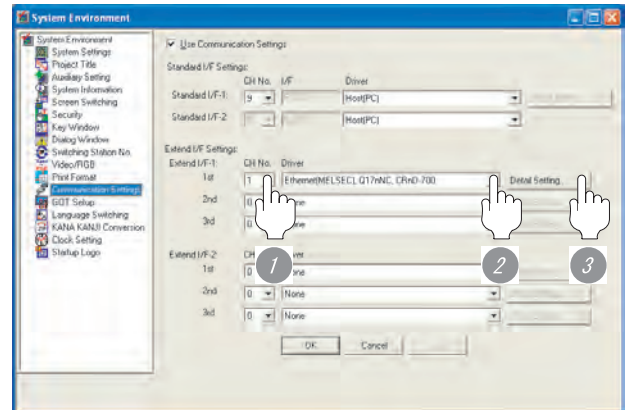 System Environment
System Environment
System Settings
Project Title
Auxiliary Setting
System Information
Screen Switching
Security
Key Window
Dialog Window
Switching Station No.
Video/RGB
Print Format
Communication Settings
GOT Setup
Language Switching
KANA KANJI Conversion
Clock Setting
Startup Logo
Use Communication Settings
Standard I/F Settings
CH No. I/F Driver
Standard I/F-1: 9 Host(PC)
Standard I/F-2 Host(PC)
Extend I/F Settings
Extend I/F-1: CH No. Driver
1st 1 Ethernet(MELSEC), Q17nNC, CRnD-700 Detail Setting
2nd 0
3rd 0
Extend I/F-2: CH
1st 0
2nd 0 None
3rd 0 None
OK Cancel
1 2 3